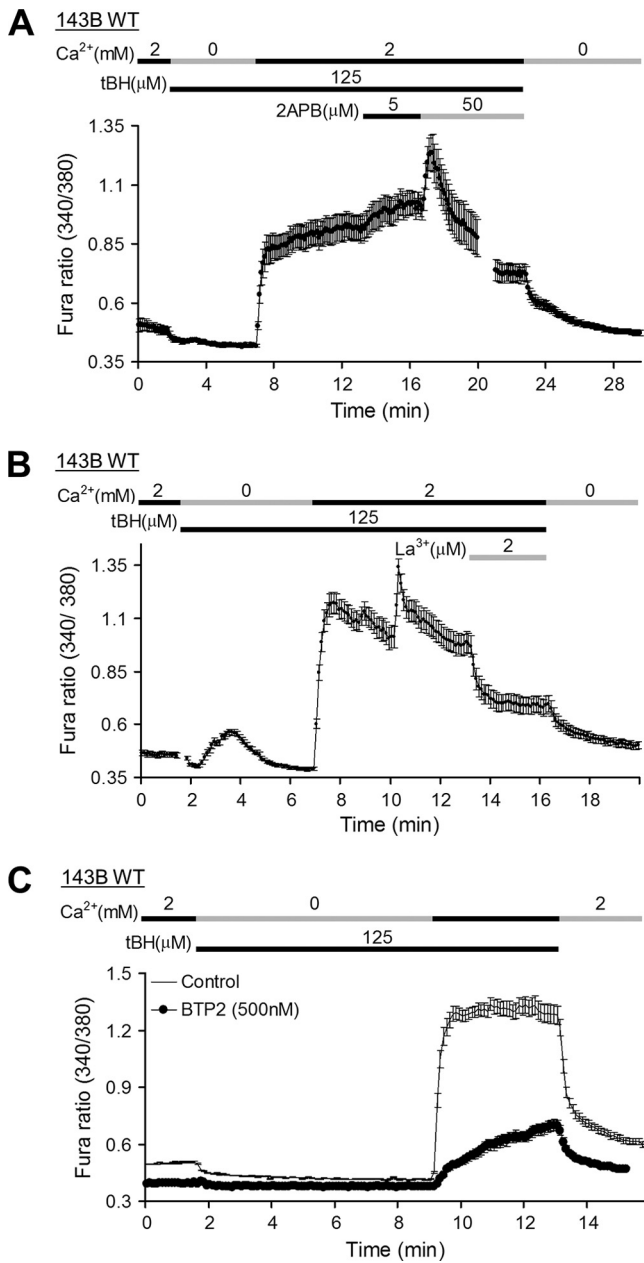 A 143B WT
Ca²⁺(mM) 2 0 2 0
tBH(μM) 125
2APB(μM) 5 50
1.35
1.1
0.85
0.6
0.35
Fura ratio (340/380)
0 4 8 12 16 20 24 28
Time (min)
B 143B WT
Ca²⁺(mM) 2 0 2 0
tBH(μM) 125
La³⁺(μM) 2
1.35
1.1
0.85
0.6
0.35
Fura ratio (340/ 380)
0 2 4 6 8 10 12 14 16 18
Time (min)
C 143B WT
Ca²⁺(mM) 2 0 2
tBH(μM) 125
Control
BTP2 (500nM)
1.5
1.2
0.9
0.6
0.3
Fura ratio (340/380)
0 2 4 6 8 10 12 14
Time (min)